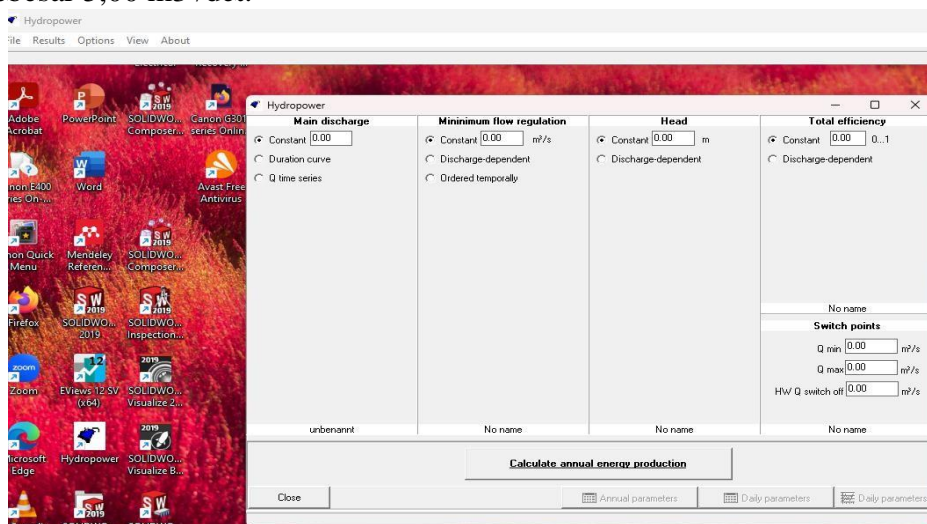 Hydropower
File Results Options View About
Adobe Acrobat
PowerPoint
SOLIDWO... Composer...
Canon G301 series Onlin
Word
Avast Free Antivirus
Menu
Mendeley Referen...
SOLIDWO... Composer...
Firefox
SOLIDWO... 2019
SOLIDWO... Inspection...
Zoom
EViews 12 SV (x64)
SOLIDWO... Visualize 2...
Microsoft Edge
Hydropower
SOLIDWO... Visualize B...
Hydropower
Main discharge
Constant 0.00
Duration curve
Q time series
unbenannt
Mininimum flow regulation
Constant 0.00 m³/s
Discharge-dependent
Ordered temporally
No name
Head
Constant 0.00 m
Discharge-dependent
No name
Total efficiency
Constant 0.00 0...1
Discharge-dependent
No name
Switch points
Q min 0.00 m³/s
Q max 0.00 m³/s
HW Q switch off 0.00 m³/s
No name
Calculate annual energy production
Close
Annual parameters
Daily parameters
Daily parameters